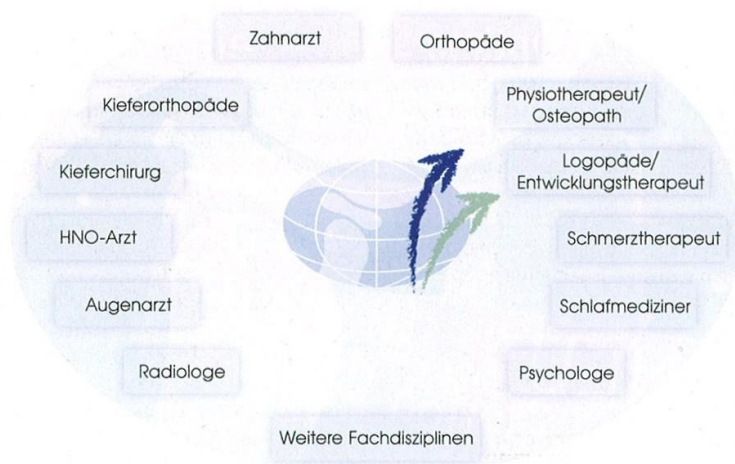 Zahnarzt
Orthopäde
Kieferorthopäde
Physiotherapeut/
Osteopath
Kieferchirurg
Logopäde/
Entwicklungstherapeut
HNO-Arzt
Schmerztherapeut
Augenarzt
Schlafmediziner
Radiologe
Psychologe
Weitere Fachdisziplinen